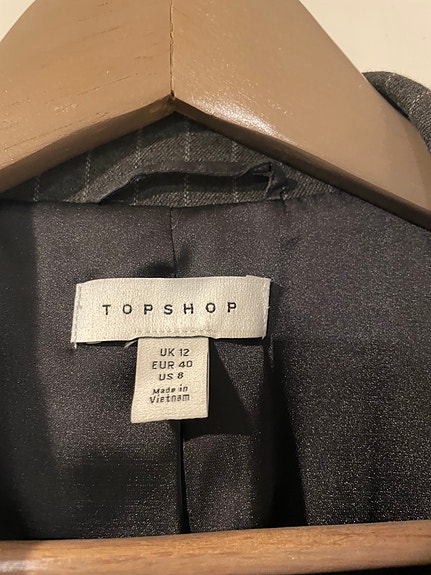 TOPSHOP
UK 12
EUR 40
US 8
Made in
Vietnam